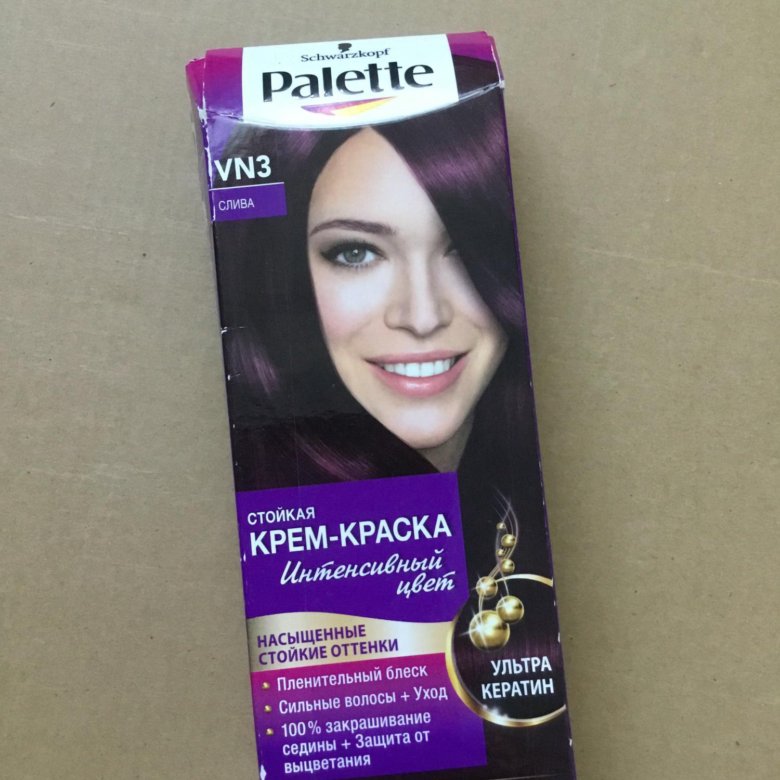 Schwarzkopf
Palette
VN3
СЛИВА
СТОЙКАЯ
КРЕМ-КРАСКА
Интенсивный
цвет
НАСЫЩЕННЫЕ
СТОЙКИЕ ОТТЕНКИ
Пленительный блеск
Сильные волосы + Уход
100% закрашивание
седины + Защита от
выцветания
УЛЬТРА
КЕРАТИН